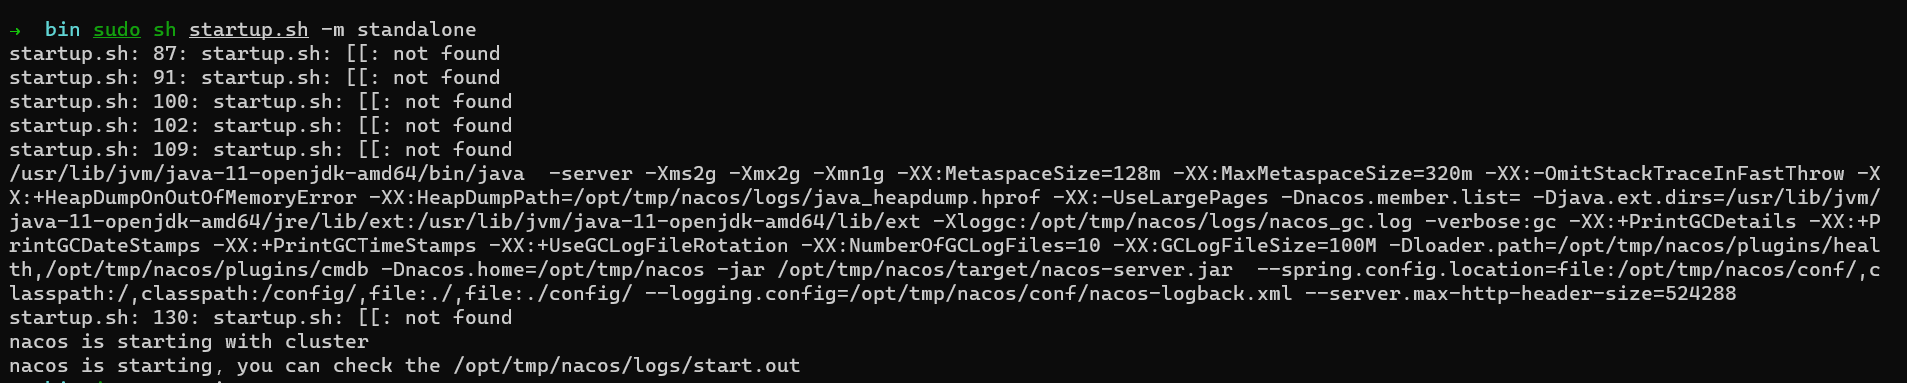 →  bin sudo sh startup.sh -m standalone
startup.sh: 87: startup.sh: [[: not found
startup.sh: 91: startup.sh: [[: not found
startup.sh: 100: startup.sh: [[: not found
startup.sh: 102: startup.sh: [[: not found
startup.sh: 109: startup.sh: [[: not found
/usr/lib/jvm/java-11-openjdk-amd64/bin/java  -server -Xms2g -Xmx2g -Xmn1g -XX:MetaspaceSize=128m -XX:MaxMetaspaceSize=320m -XX:-OmitStackTraceInFastThrow -X
X:+HeapDumpOnOutOfMemoryError -XX:HeapDumpPath=/opt/tmp/nacos/logs/java_heapdump.hprof -XX:-UseLargePages -Dnacos.member.list= -Djava.ext.dirs=/usr/lib/jvm/
java-11-openjdk-amd64/jre/lib/ext:/usr/lib/jvm/java-11-openjdk-amd64/lib/ext -Xloggc:/opt/tmp/nacos/logs/nacos_gc.log -verbose:gc -XX:+PrintGCDetails -XX:+P
rintGCDateStamps -XX:+PrintGCTimeStamps -XX:+UseGCLogFileRotation -XX:NumberOfGCLogFiles=10 -XX:GCLogFileSize=100M -Dloader.path=/opt/tmp/nacos/plugins/heal
th,/opt/tmp/nacos/plugins/cmdb -Dnacos.home=/opt/tmp/nacos -jar /opt/tmp/nacos/target/nacos-server.jar  --spring.config.location=file:/opt/tmp/nacos/conf/,c
lasspath:/,classpath:/config/,file:./,file:./config/ --logging.config=/opt/tmp/nacos/conf/nacos-logback.xml --server.max-http-header-size=524288
startup.sh: 130: startup.sh: [[: not found
nacos is starting with cluster
nacos is starting, you can check the /opt/tmp/nacos/logs/start.out